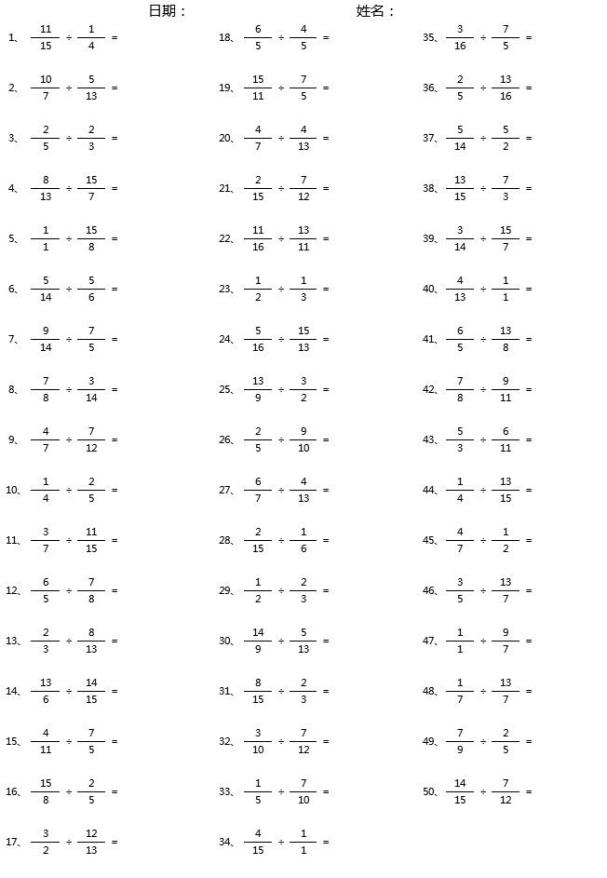 日期： 姓名：
1、 11/15 ÷ 1/4 = 18、 6/5 ÷ 4/5 = 35、 3/16 ÷ 7/5 =
2、 10/7 ÷ 5/13 = 19、 15/11 ÷ 7/5 = 36、 2/5 ÷ 13/16 =
3、 2/5 ÷ 2/3 = 20、 4/7 ÷ 4/13 = 37、 5/14 ÷ 5/2 =
4、 8/13 ÷ 15/7 = 21、 2/15 ÷ 7/12 = 38、 13/15 ÷ 7/3 =
5、 1/1 ÷ 15/8 = 22、 11/16 ÷ 13/11 = 39、 3/14 ÷ 15/7 =
6、 5/14 ÷ 5/6 = 23、 1/2 ÷ 1/3 = 40、 4/13 ÷ 1/1 =
7、 9/14 ÷ 7/5 = 24、 5/16 ÷ 15/13 = 41、 6/5 ÷ 13/8 =
8、 7/8 ÷ 3/14 = 25、 13/9 ÷ 3/2 = 42、 7/8 ÷ 9/11 =
9、 4/7 ÷ 7/12 = 26、 2/5 ÷ 9/10 = 43、 5/3 ÷ 6/11 =
10、 1/4 ÷ 2/5 = 27、 6/7 ÷ 4/13 = 44、 1/4 ÷ 13/15 =
11、 3/7 ÷ 11/15 = 28、 2/15 ÷ 1/6 = 45、 4/7 ÷ 1/2 =
12、 6/5 ÷ 7/8 = 29、 1/2 ÷ 2/3 = 46、 3/5 ÷ 13/7 =
13、 2/3 ÷ 8/13 = 30、 14/9 ÷ 5/13 = 47、 1/1 ÷ 9/7 =
14、 13/6 ÷ 14/15 = 31、 8/15 ÷ 2/3 = 48、 1/7 ÷ 13/7 =
15、 4/11 ÷ 7/5 = 32、 3/10 ÷ 7/12 = 49、 7/9 ÷ 2/5 =
16、 15/8 ÷ 2/5 = 33、 1/5 ÷ 7/10 = 50、 14/15 ÷ 7/12 =
17、 3/2 ÷ 12/13 = 34、 4/15 ÷ 1/1 =